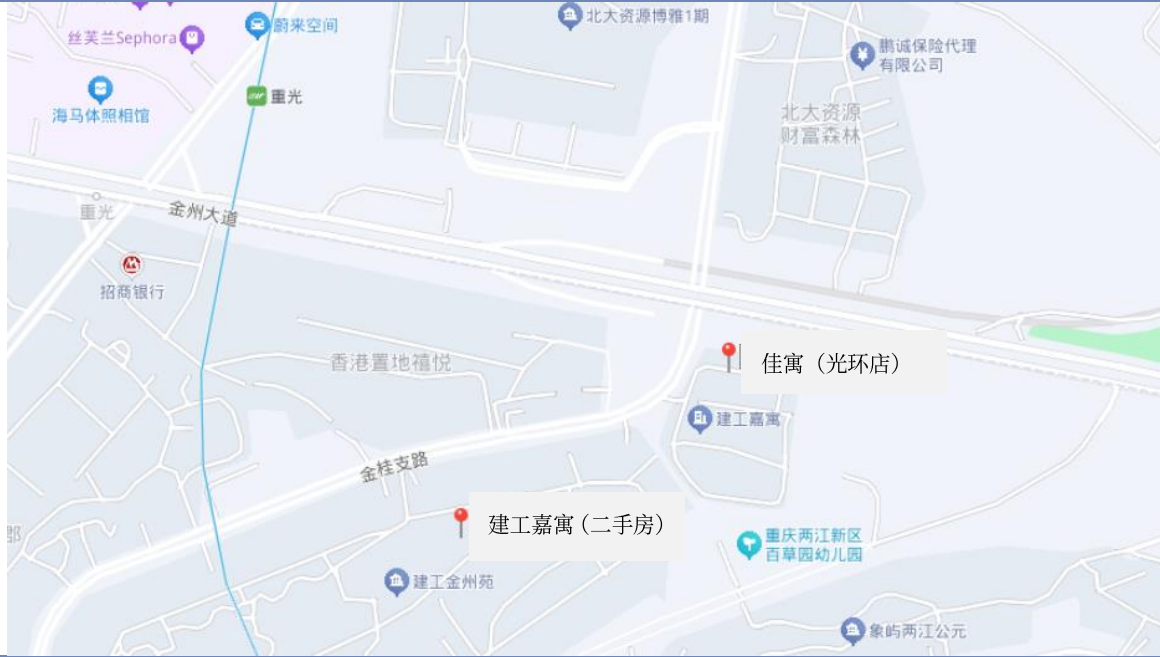 北大资源博雅1期
蔚来空间
丝芙兰Sephora
鹏诚保险代理
有限公司
重光
海马体照相馆
北大资源
财富森林
重光
金州大道
招商银行
香港置地禧悦
佳寓（光环店）
建工嘉寓
金桂支路
建工嘉寓（二手房）
郡
重庆两江新区
百草园幼儿园
建工金州苑
象屿两江公元